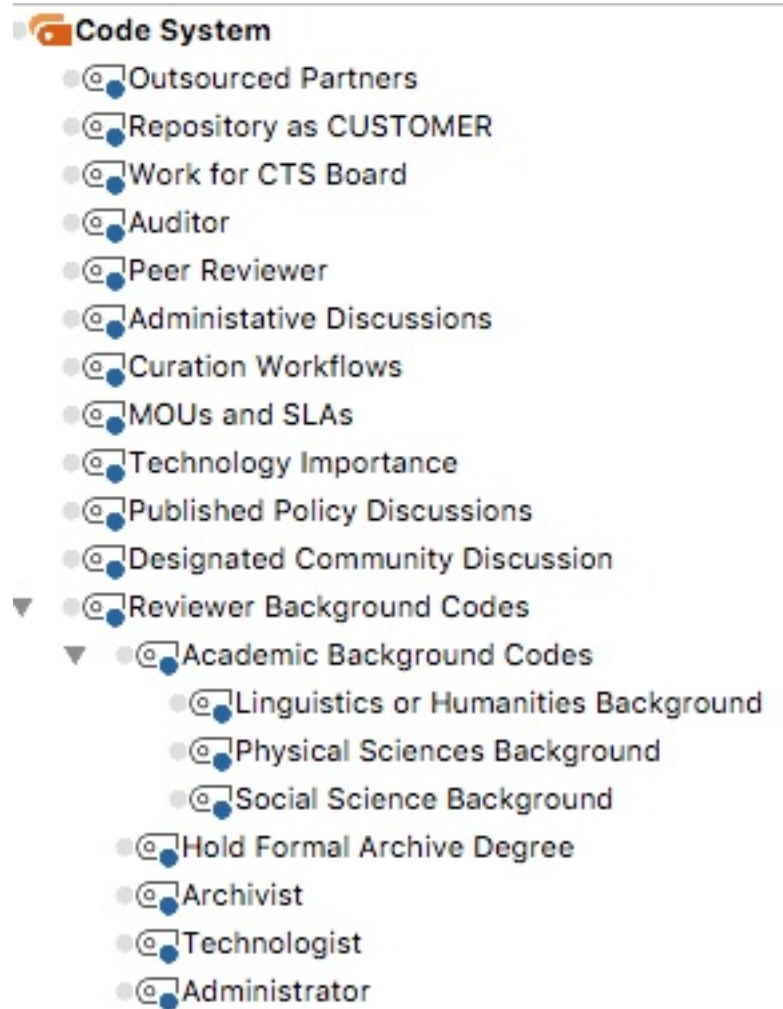 Code System
Outsourced Partners
Repository as CUSTOMER
Work for CTS Board
Auditor
Peer Reviewer
Administative Discussions
Curation Workflows
MOUs and SLAs
Technology Importance
Published Policy Discussions
Designated Community Discussion
Reviewer Background Codes
Academic Background Codes
Linguistics or Humanities Background
Physical Sciences Background
Social Science Background
Hold Formal Archive Degree
Archivist
Technologist
Administrator